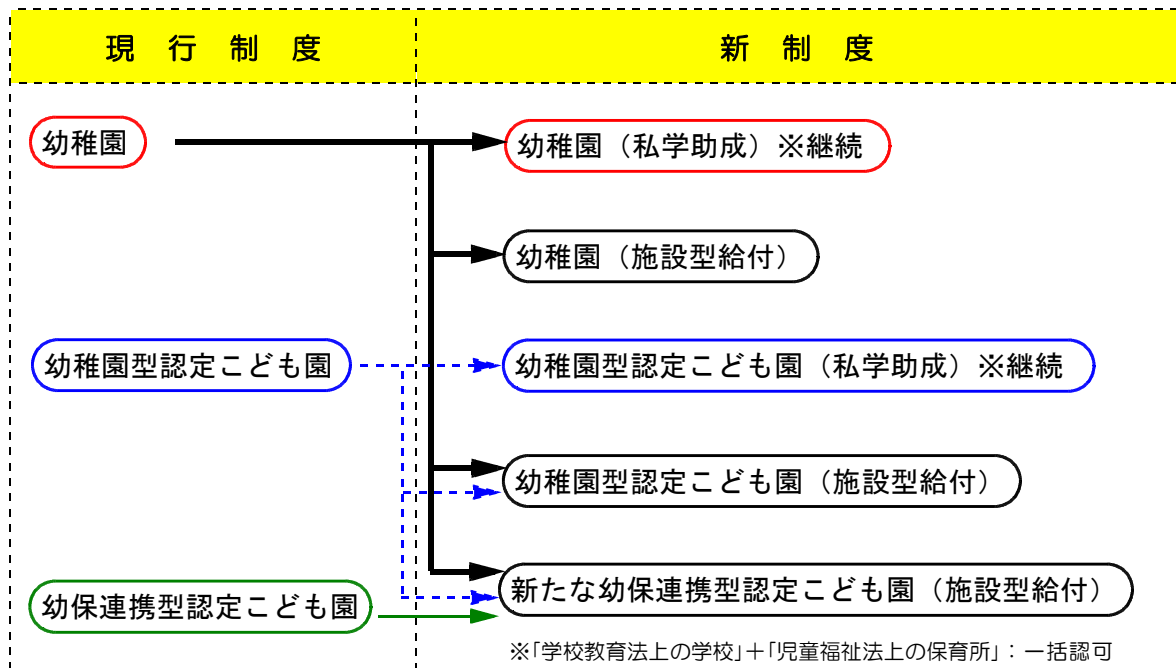 現行制度
新制度
幼稚園
幼稚園（私学助成）※継続
幼稚園（施設型給付）
幼稚園型認定こども園
幼稚園型認定こども園（私学助成）※継続
幼稚園型認定こども園（施設型給付）
幼保連携型認定こども園
新たな幼保連携型認定こども園（施設型給付）
※「学校教育法上の学校」＋「児童福祉法上の保育所」：一括認可